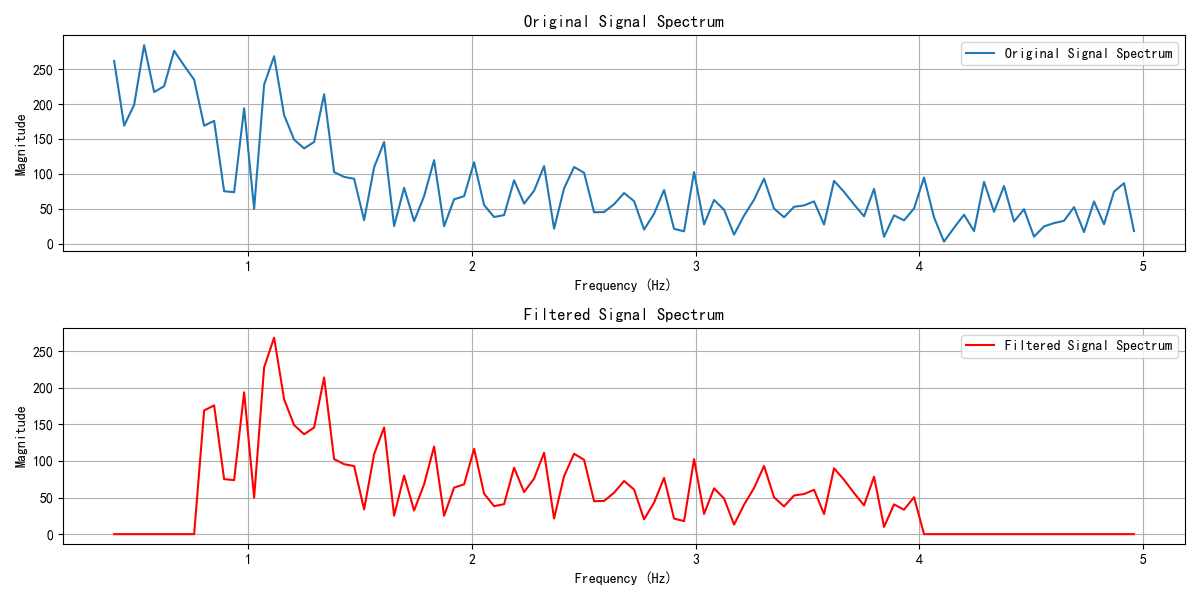 Original Signal Spectrum
Original Signal Spectrum
Magnitude
250
200
150
100
50
0
1
2
3
4
5
Frequency (Hz)
Filtered Signal Spectrum
Filtered Signal Spectrum
Magnitude
250
200
150
100
50
0
1
2
3
4
5
Frequency (Hz)